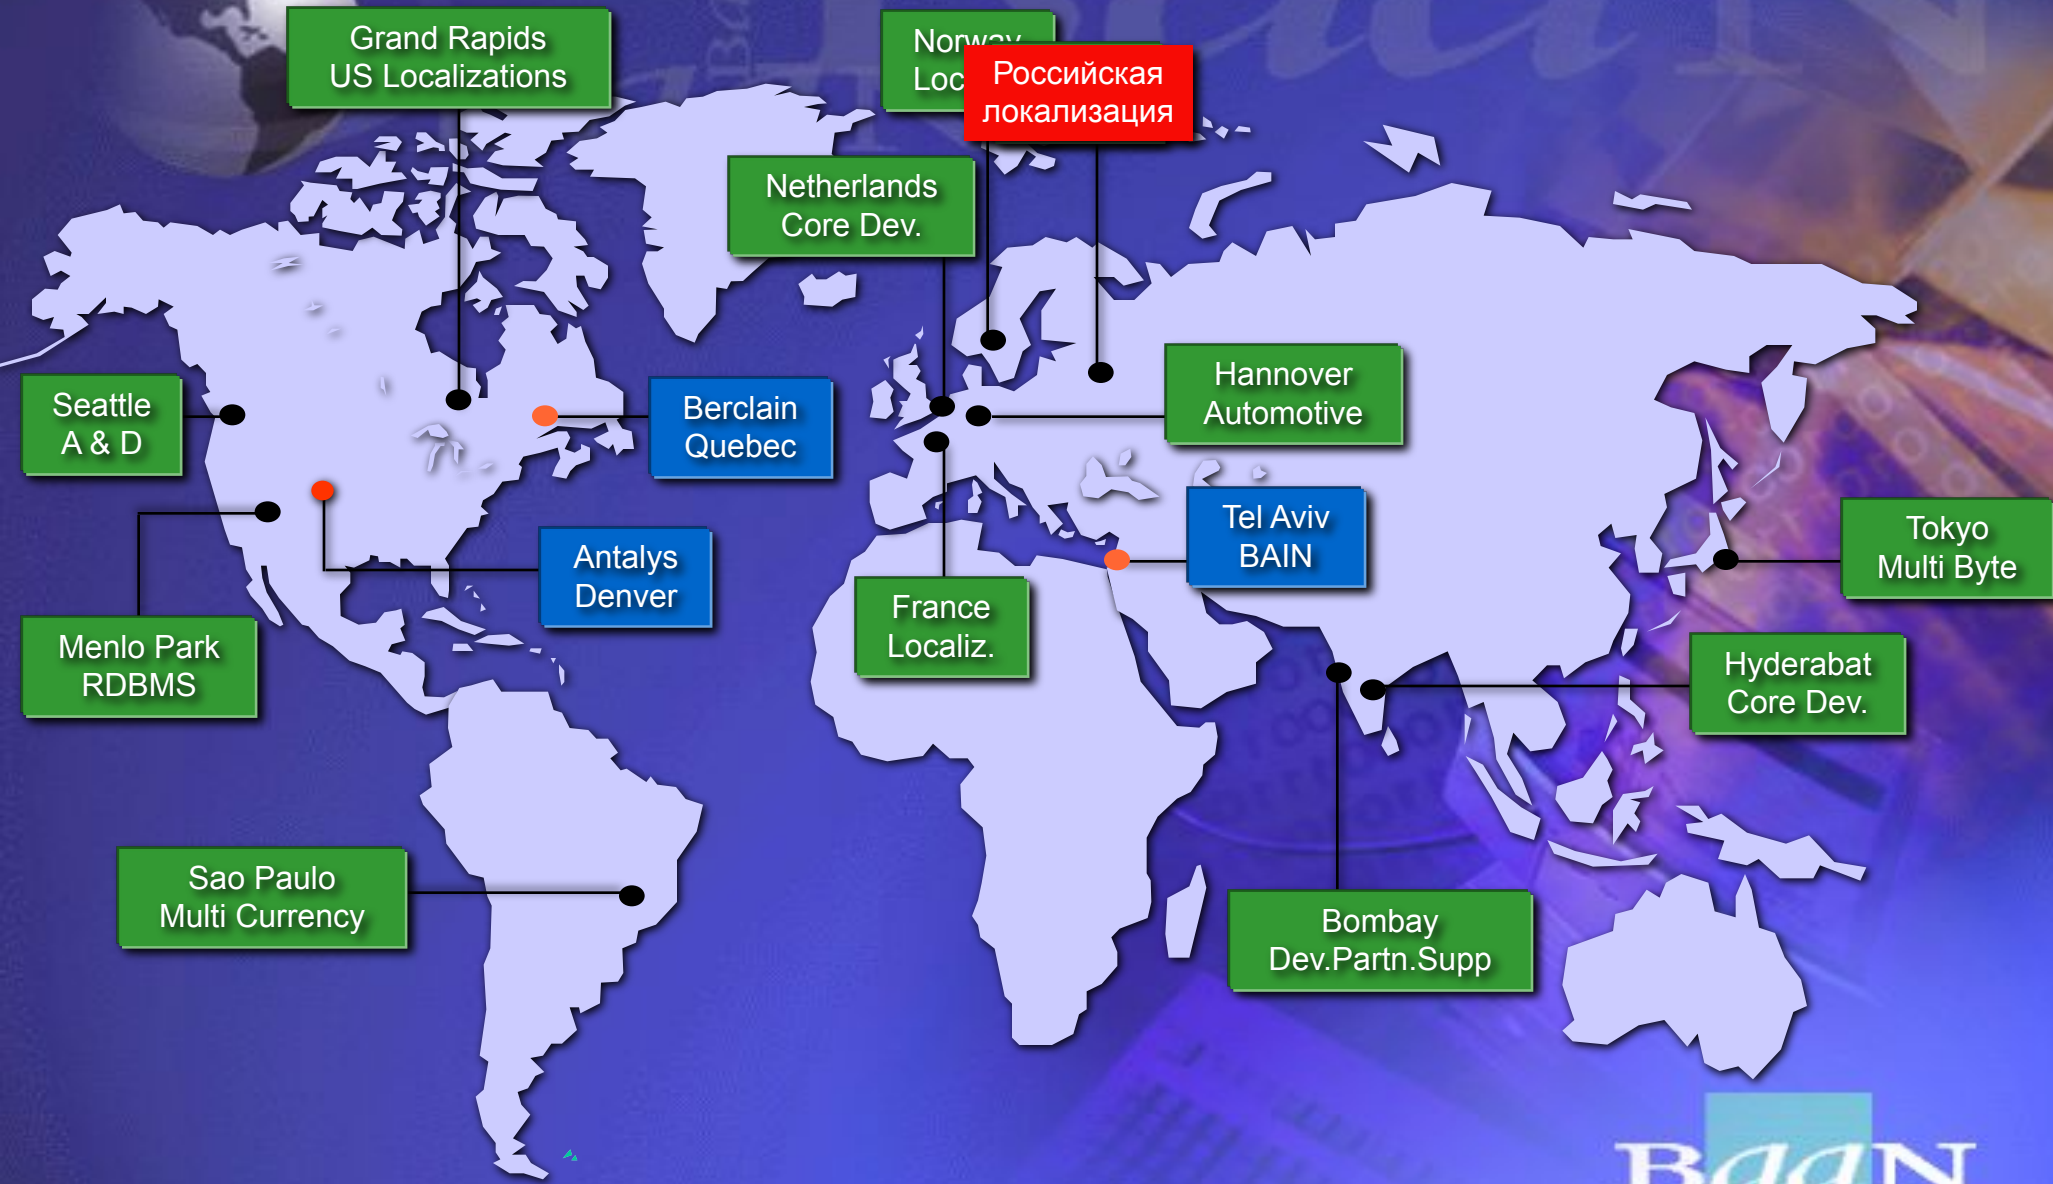 Grand Rapids
US Localizations
Norway
Loc
Российская
локализация
Netherlands
Core Dev.
Seattle
A & D
Berclain
Quebec
Hannover
Automotive
Antalys
Denver
Tel Aviv
BAIN
Tokyo
Multi Byte
Menlo Park
RDBMS
France
Localiz.
Hyderabat
Core Dev.
Sao Paulo
Multi Currency
Bombay
Dev.Partn.Supp
BaaN